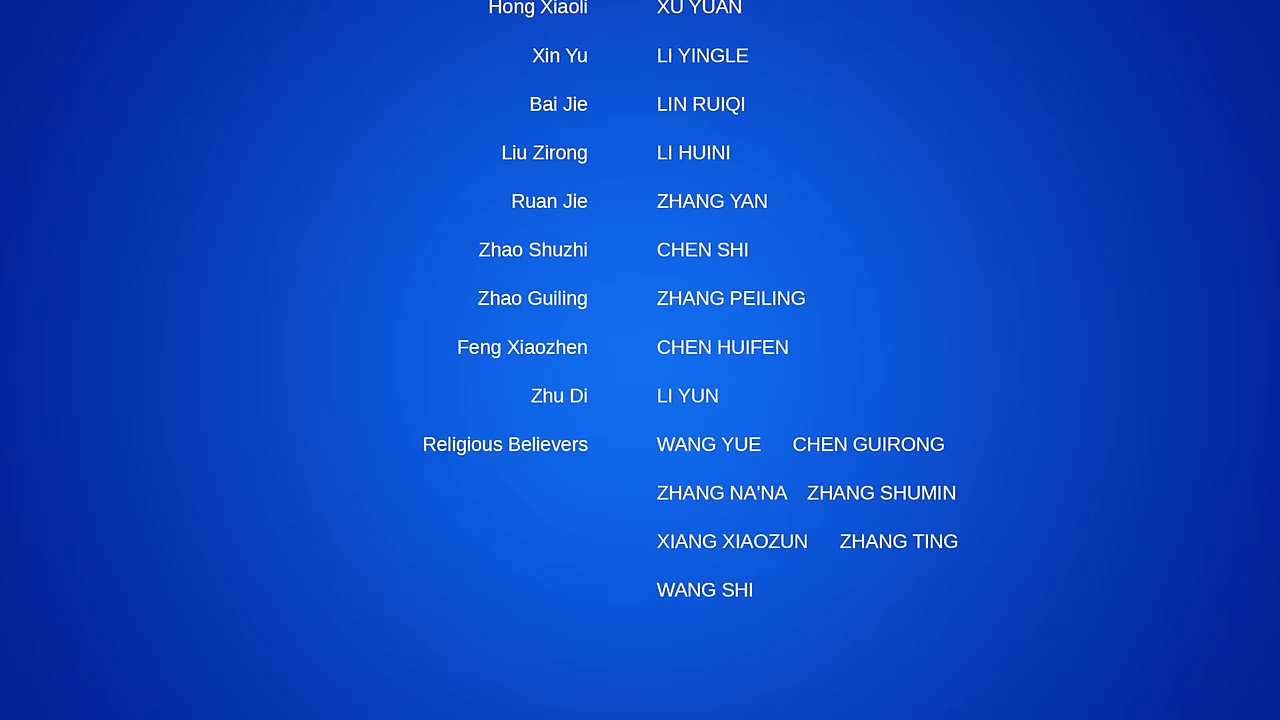 Hong Xiaoli XU YUAN
Xin Yu LI YINGLE
Bai Jie LIN RUIQI
Liu Zirong LI HUINI
Ruan Jie ZHANG YAN
Zhao Shuzhi CHEN SHI
Zhao Guiling ZHANG PEILING
Feng Xiaozhen CHEN HUIFEN
Zhu Di LI YUN
Religious Believers WANG YUE CHEN GUIRONG
ZHANG NA'NA ZHANG SHUMIN
XIANG XIAOZUN ZHANG TING
WANG SHI